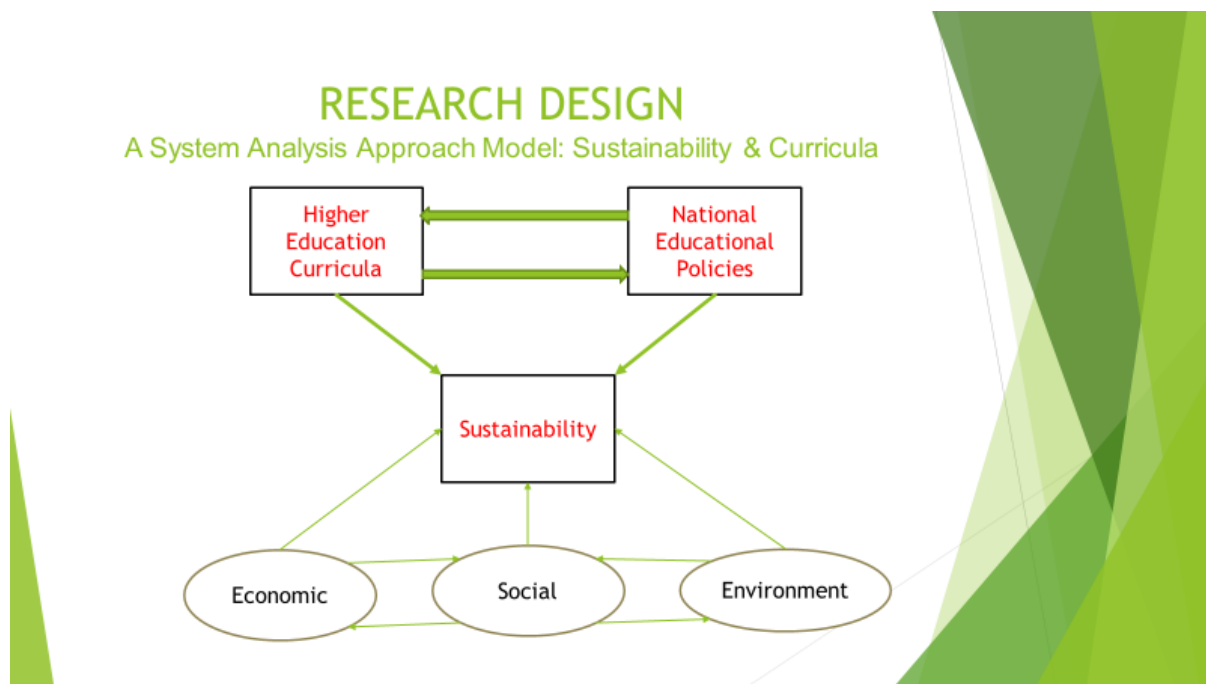 RESEARCH DESIGN
A System Analysis Approach Model: Sustainability & Curricula
Higher
Education
Curricula
National
Educational
Policies
Sustainability
Economic
Social
Environment